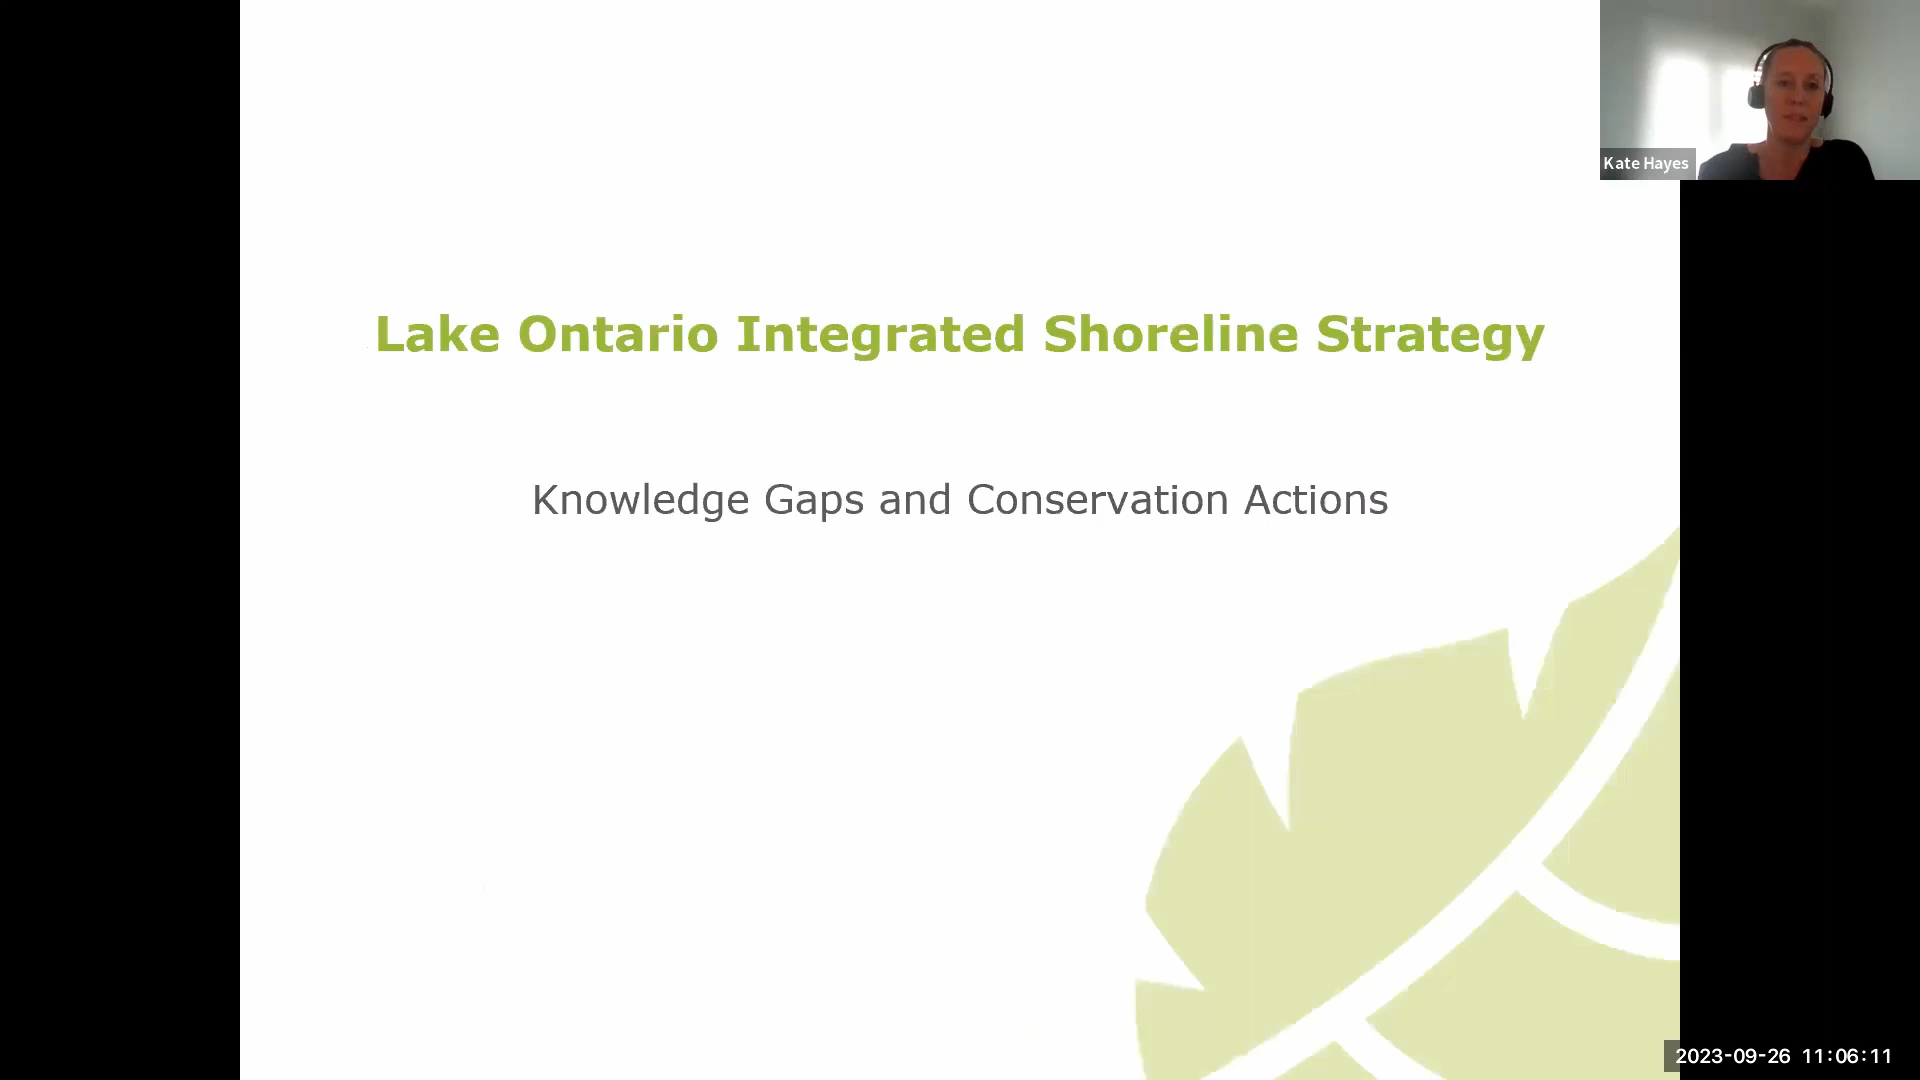 Kate Hayes
Lake Ontario Integrated Shoreline Strategy
Knowledge Gaps and Conservation Actions
2023-09-26 11:06:11